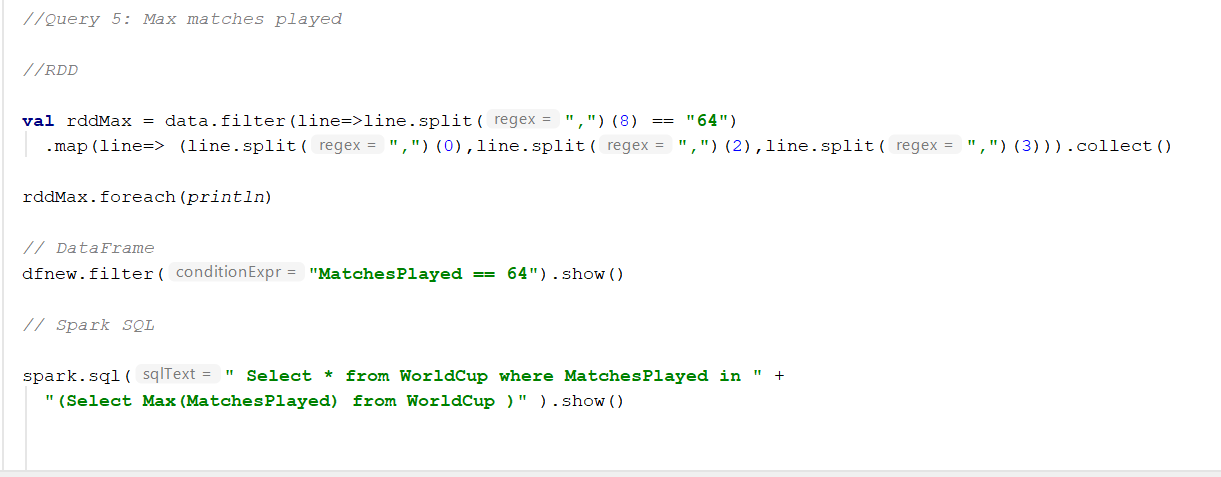 //Query 5: Max matches played
//RDD
val rddMax = data.filter(line=>line.split( regex = ",")(8) == "64")
.map(line=> (line.split( regex = ",")(0),line.split( regex = ",")(2),line.split( regex = ",")(3))).collect()
rddMax.foreach(println)
// DataFrame
dfnew.filter( conditionExpr = "MatchesPlayed == 64").show()
// Spark SQL
spark.sql( sqlText = " Select * from WorldCup where MatchesPlayed in " +
"(Select Max(MatchesPlayed) from WorldCup )" ).show()